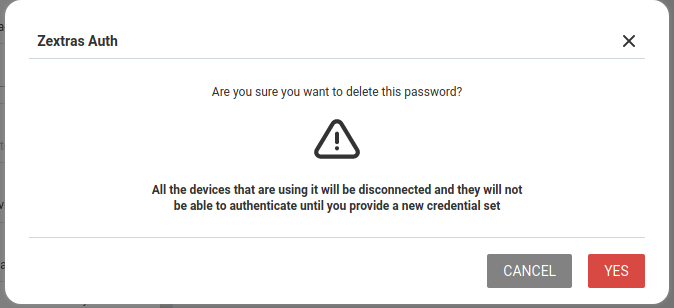 Zextras Auth
Are you sure you want to delete this password?
All the devices that are using it will be disconnected and they will not
be able to authenticate until you provide a new credential set
CANCEL
YES